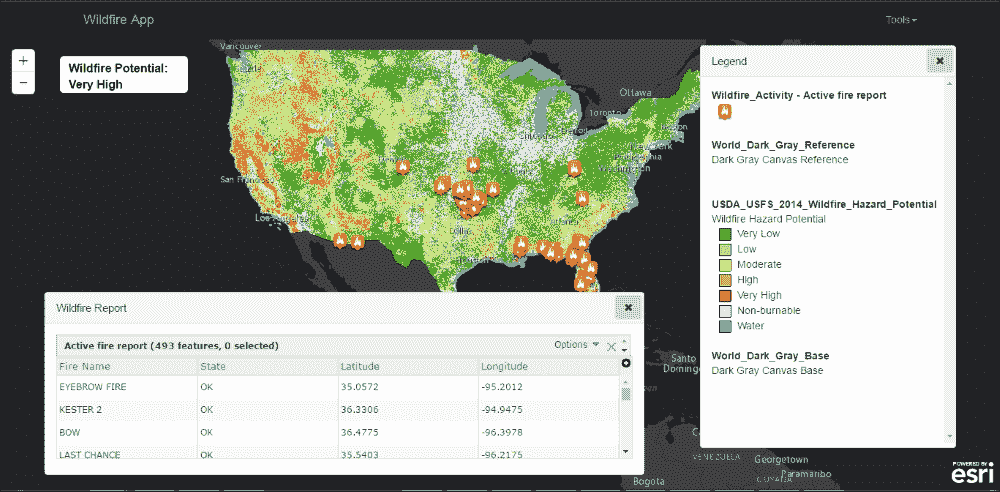 Wildfire App
Tools
+
−
Wildfire Potential:
Very High
Vancouver
Ottawa
Toronto
San Francisco
Los Angeles
Dallas
Atlanta
Washington
Legend
Wildfire_Activity - Active fire report
World_Dark_Gray_Reference
Dark Gray Canvas Reference
USDA_USFS_2014_Wildfire_Hazard_Potential
Wildfire Hazard Potential
Very Low
Low
Moderate
High
Very High
Non-burnable
Water
World_Dark_Gray_Base
Dark Gray Canvas Base
Wildfire Report
Active fire report (493 features, 0 selected)
Options
Fire Name State Latitude Longitude
EYEBROW FIRE OK 35.0572 -95.2012
KESTER 2 OK 36.3306 -94.9475
BOW OK 36.4775 -96.3978
LAST CHANCE OK 35.5403 -96.2175
Santo
Domingo
VENEZUELA
Georgetown
Paramaribo
GUYANA
Bogota
POWERED BY
esri